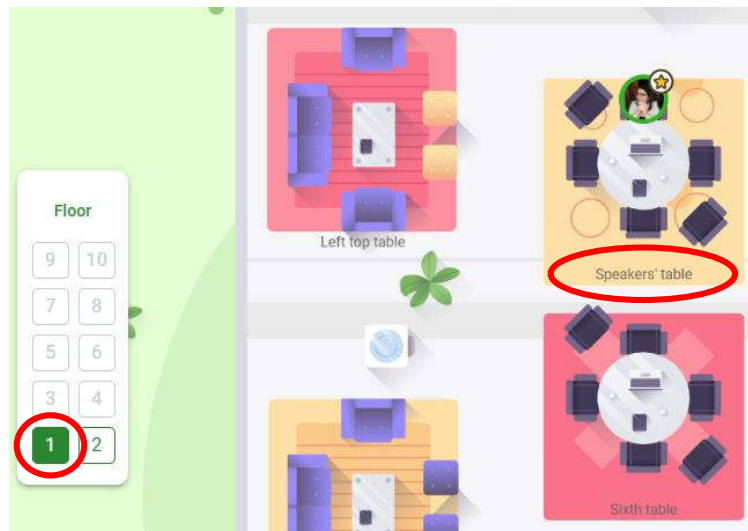 Floor
9 10
7 8
5 6
3 4
1 2
Left top table
Speakers' table
Sixth table